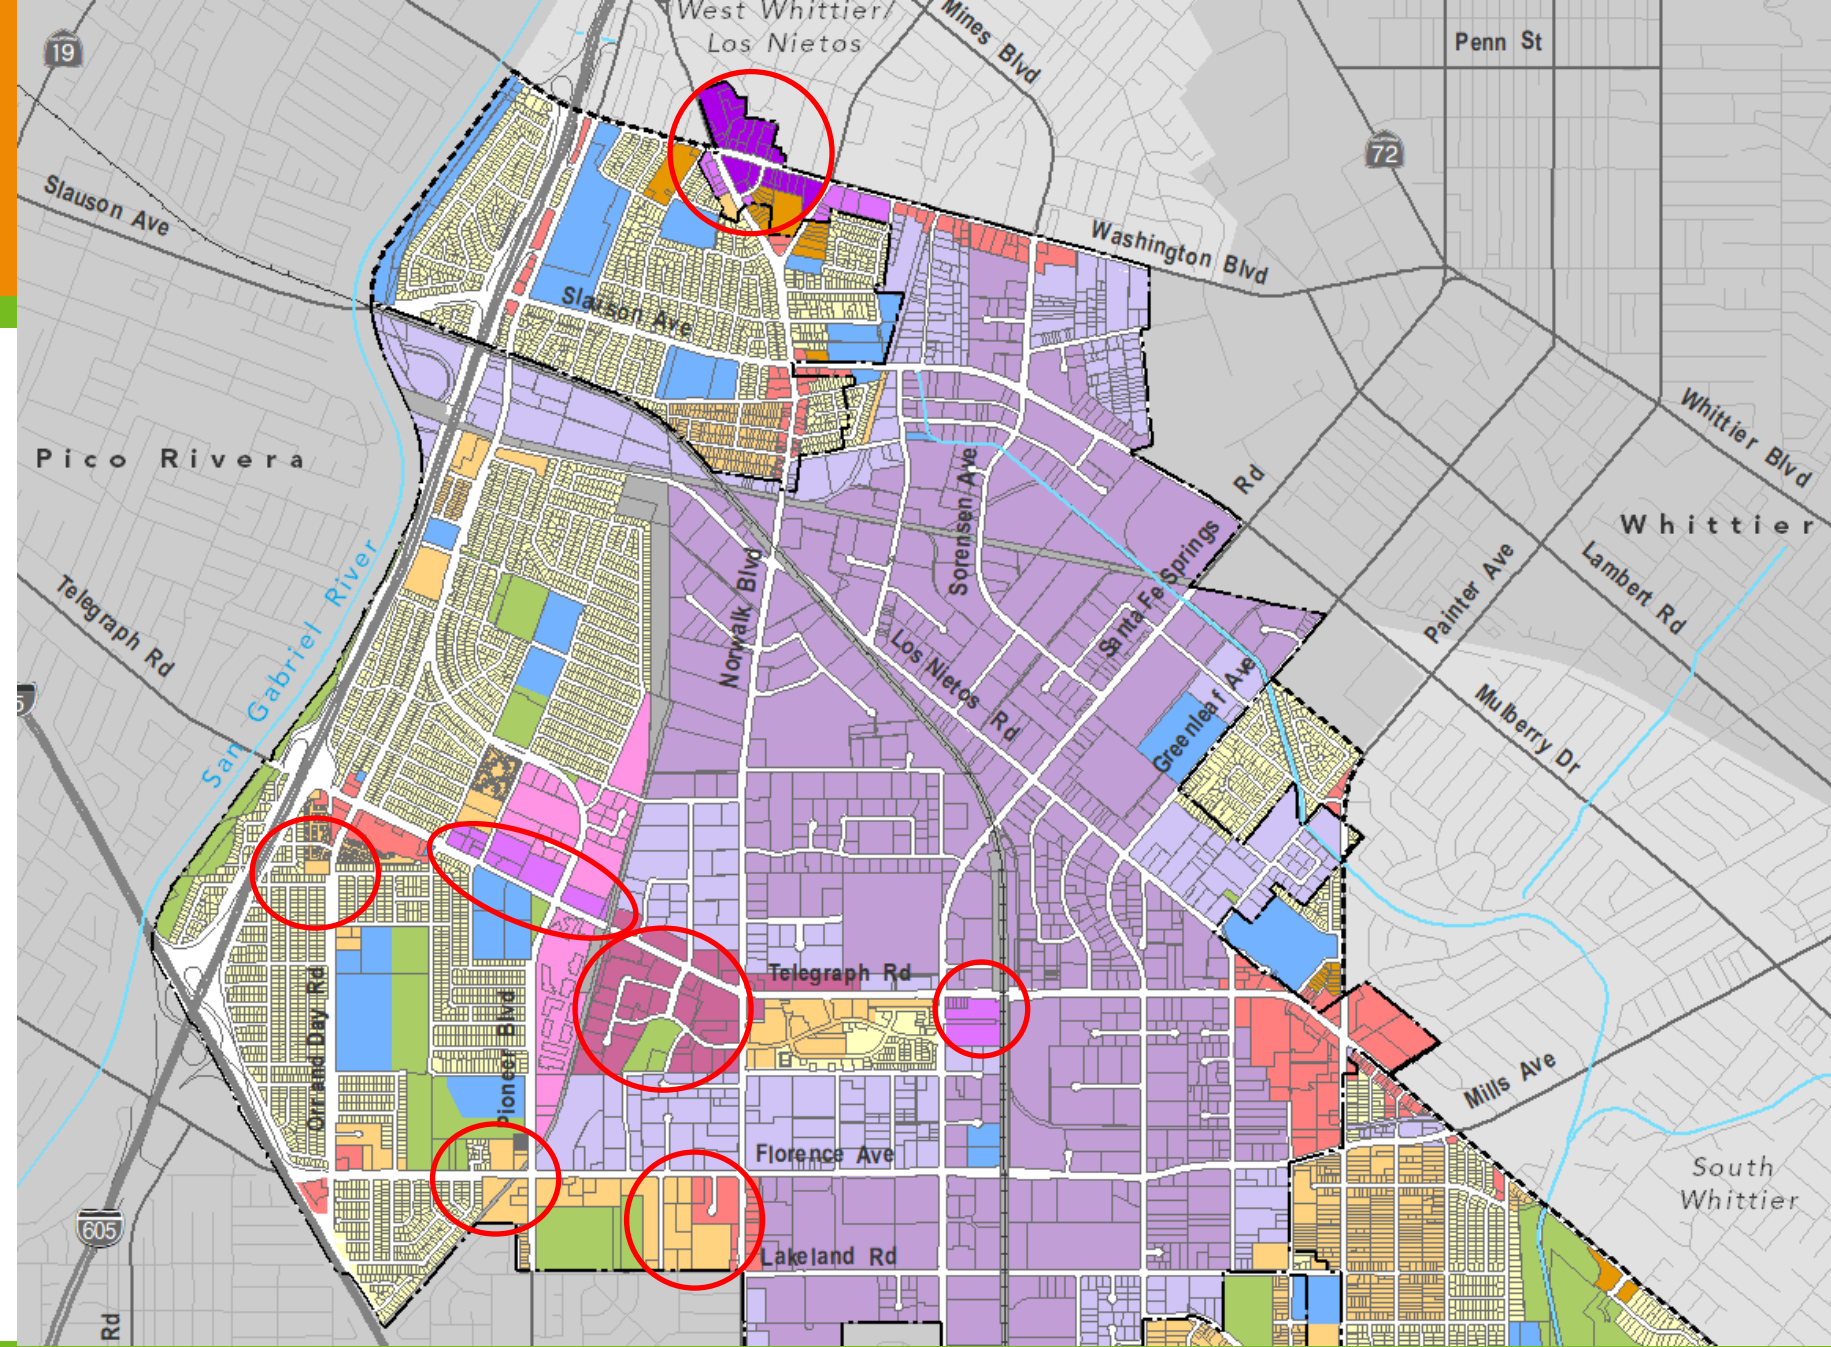 West Whittier/
Los Nietos
Mines Blvd
Penn St
19
72
Slauson Ave
Washington Blvd
Slauson Ave
Whittier Blvd
Pico Rivera
Rd
Whittier
Sorensen Ave
Santa Fe Springs
Painter Ave
Lambert Rd
Telegraph Rd
San Gabriel River
Norwalk Blvd
Los Nietos Rd
Greenleaf Ave
Mulberry Dr
5
Telegraph Rd
Orr and Day Rd
Pioneer Blvd
Mills Ave
Florence Ave
South
Whittier
605
Lakeland Rd
Rd